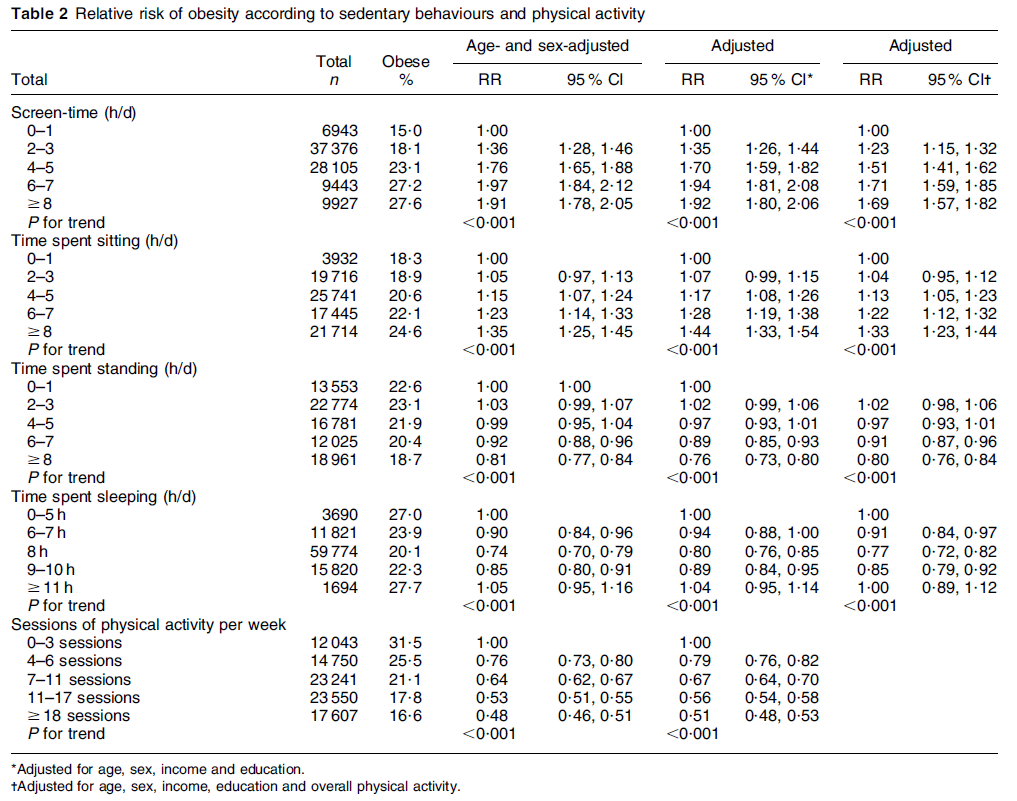 Table 2 Relative risk of obesity according to sedentary behaviours and physical activity
Age- and sex-adjusted Adjusted Adjusted
Total Obese
Total n % RR 95 % CI RR 95 % CI* RR 95 % CI†
Screen-time (h/d)
0–1 6943 15·0 1·00 1·00 1·00
2–3 37 376 18·1 1·36 1·28, 1·46 1·35 1·26, 1·44 1·23 1·15, 1·32
4–5 28 105 23·1 1·76 1·65, 1·88 1·70 1·59, 1·82 1·51 1·41, 1·62
6–7 9443 27·2 1·97 1·84, 2·12 1·94 1·81, 2·08 1·71 1·59, 1·85
≥ 8 9927 27·6 1·91 1·78, 2·05 1·92 1·80, 2·06 1·69 1·57, 1·82
P for trend <0·001 <0·001 <0·001
Time spent sitting (h/d)
0–1 3932 18·3 1·00 1·00 1·00
2–3 19 716 18·9 1·05 0·97, 1·13 1·07 0·99, 1·15 1·04 0·95, 1·12
4–5 25 741 20·6 1·15 1·07, 1·24 1·17 1·08, 1·26 1·13 1·05, 1·23
6–7 17 445 22·1 1·23 1·14, 1·33 1·28 1·19, 1·38 1·22 1·12, 1·32
≥ 8 21 714 24·6 1·35 1·25, 1·45 1·44 1·33, 1·54 1·33 1·23, 1·44
P for trend <0·001 <0·001 <0·001
Time spent standing (h/d)
0–1 13 553 22·6 1·00 1·00 1·00
2–3 22 774 23·1 1·03 0·99, 1·07 1·02 0·99, 1·06 1·02 0·98, 1·06
4–5 16 781 21·9 0·99 0·95, 1·04 0·97 0·93, 1·01 0·97 0·93, 1·01
6–7 12 025 20·4 0·92 0·88, 0·96 0·89 0·85, 0·93 0·91 0·87, 0·96
≥ 8 18 961 18·7 0·81 0·77, 0·84 0·76 0·73, 0·80 0·80 0·76, 0·84
P for trend <0·001 <0·001 <0·001
Time spent sleeping (h/d)
0–5 h 3690 27·0 1·00 1·00 1·00
6–7 h 11 821 23·9 0·90 0·84, 0·96 0·94 0·88, 1·00 0·91 0·84, 0·97
8 h 59 774 20·1 0·74 0·70, 0·79 0·80 0·76, 0·85 0·77 0·72, 0·82
9–10 h 15 820 22·3 0·85 0·80, 0·91 0·89 0·84, 0·95 0·85 0·79, 0·92
≥ 11 h 1694 27·7 1·05 0·95, 1·16 1·04 0·95, 1·14 1·00 0·89, 1·12
P for trend <0·001 <0·001 <0·001
Sessions of physical activity per week
0–3 sessions 12 043 31·5 1·00 1·00
4–6 sessions 14 750 25·5 0·76 0·73, 0·80 0·79 0·76, 0·82
7–11 sessions 23 241 21·1 0·64 0·62, 0·67 0·67 0·64, 0·70
11–17 sessions 23 550 17·8 0·53 0·51, 0·55 0·56 0·54, 0·58
≥ 18 sessions 17 607 16·6 0·48 0·46, 0·51 0·51 0·48, 0·53
P for trend <0·001 <0·001
*Adjusted for age, sex, income and education.
†Adjusted for age, sex, income, education and overall physical activity.